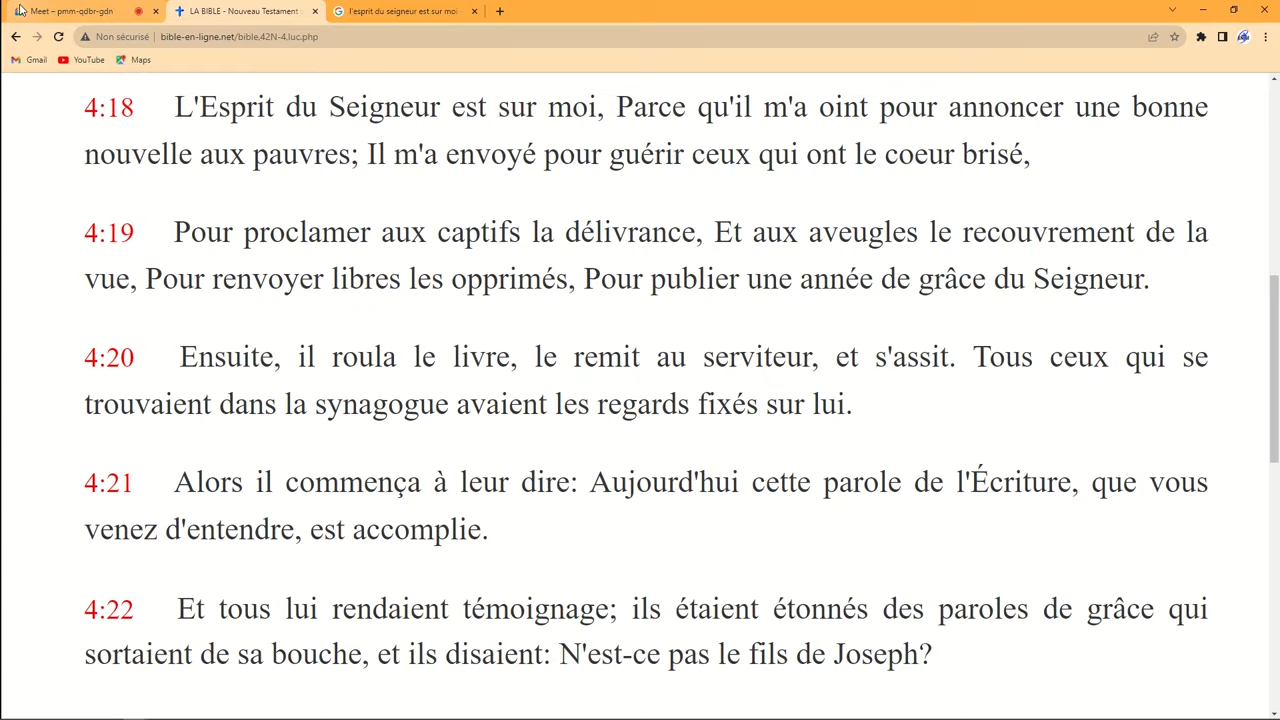 Meet – pmm-qdbr-gdn
LA BIBLE - Nouveau Testament
l'esprit du seigneur est sur moi
Non sécurisé | bible-en-ligne.net/bible,42N-4,luc.php
Gmail YouTube Maps
4:18 L'Esprit du Seigneur est sur moi, Parce qu'il m'a oint pour annoncer une bonne
nouvelle aux pauvres; Il m'a envoyé pour guérir ceux qui ont le coeur brisé,
4:19 Pour proclamer aux captifs la délivrance, Et aux aveugles le recouvrement de la
vue, Pour renvoyer libres les opprimés, Pour publier une année de grâce du Seigneur.
4:20 Ensuite, il roula le livre, le remit au serviteur, et s'assit. Tous ceux qui se
trouvaient dans la synagogue avaient les regards fixés sur lui.
4:21 Alors il commença à leur dire: Aujourd'hui cette parole de l'Écriture, que vous
venez d'entendre, est accomplie.
4:22 Et tous lui rendaient témoignage; ils étaient étonnés des paroles de grâce qui
sortaient de sa bouche, et ils disaient: N'est-ce pas le fils de Joseph?